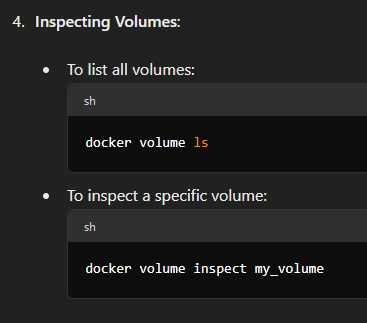 4. Inspecting Volumes:
• To list all volumes:
sh
docker volume ls
• To inspect a specific volume:
sh
docker volume inspect my_volume